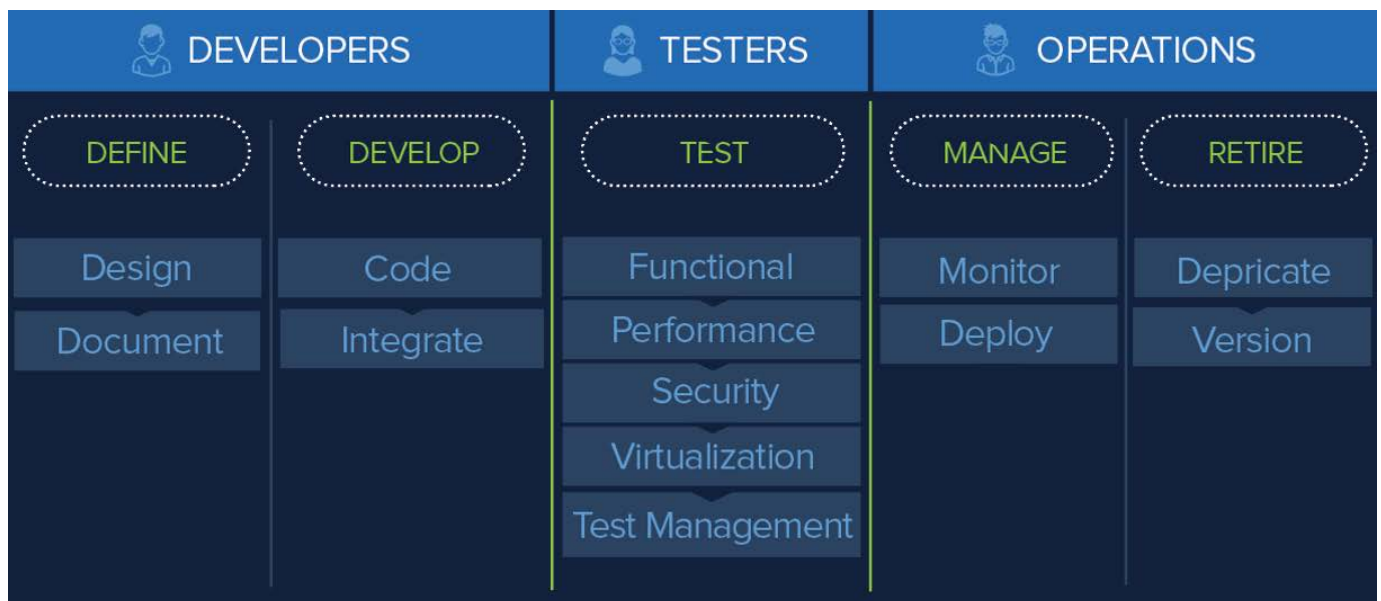 DEVELOPERS
TESTERS
OPERATIONS
DEFINE
DEVELOP
TEST
MANAGE
RETIRE
Design
Document
Code
Integrate
Functional
Performance
Security
Virtualization
Test Management
Monitor
Deploy
Depricate
Version